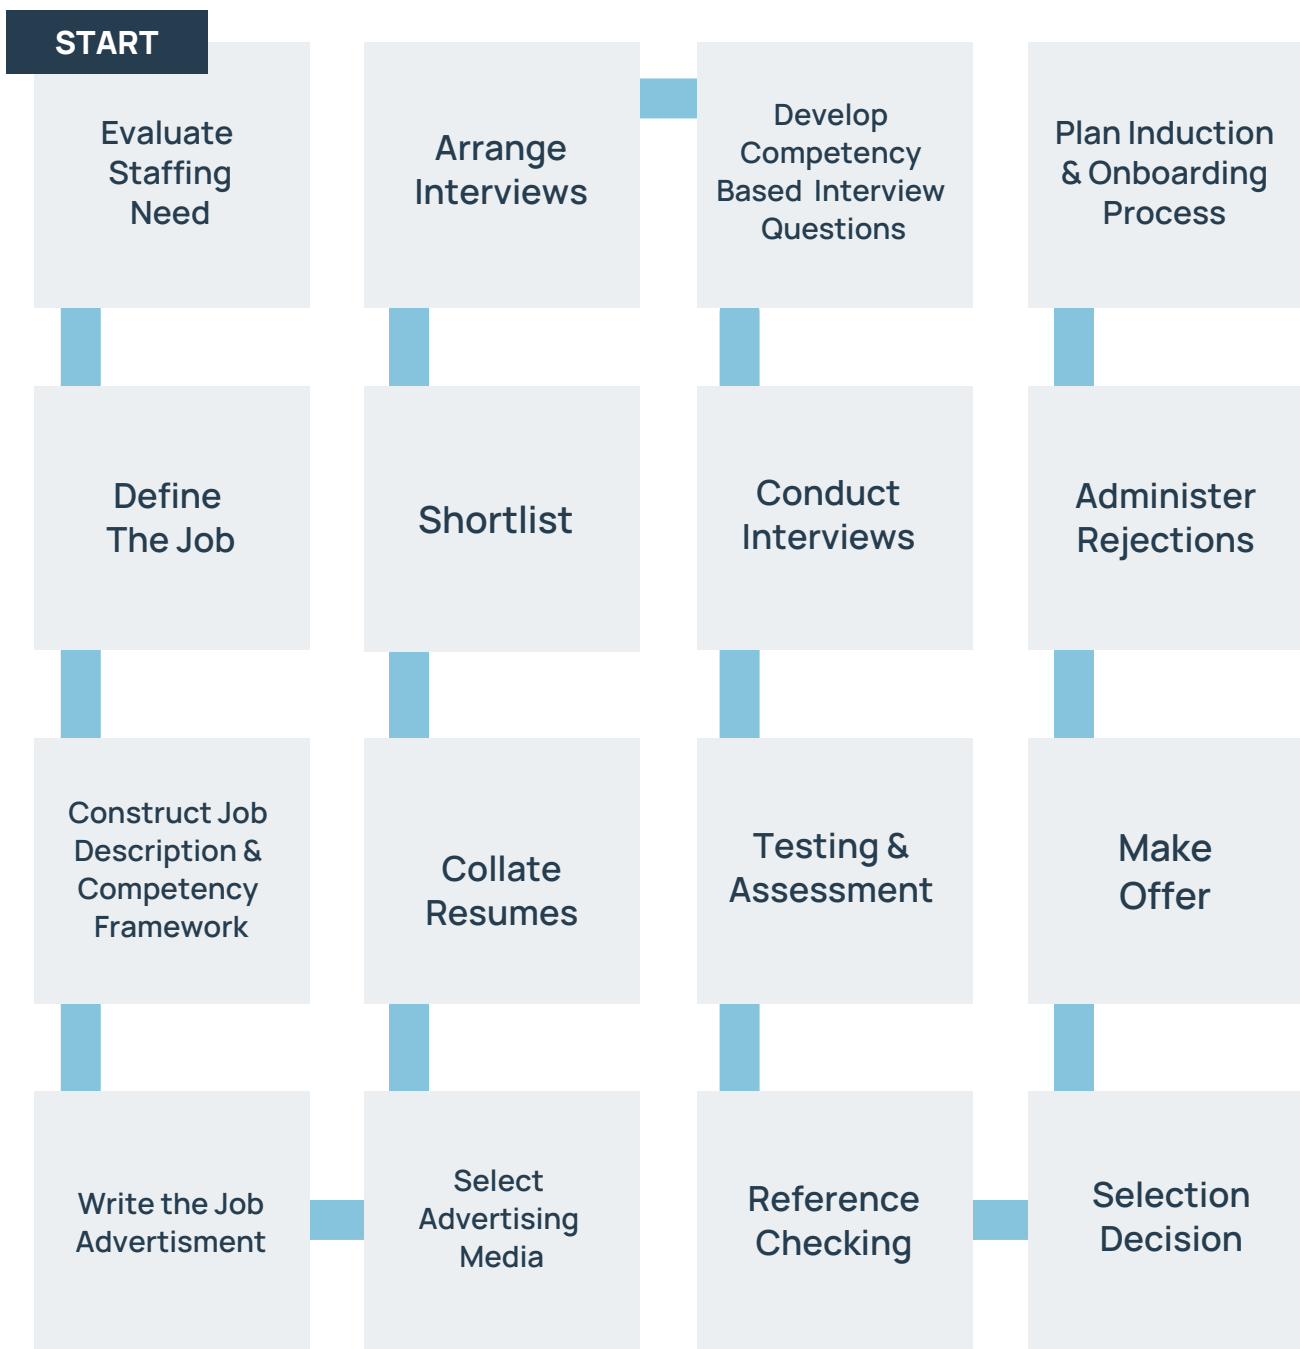 START
Evaluate
Staffing
Need
Define
The Job
Construct Job
Description &
Competency
Framework
Write the Job
Advertisment
Select
Advertising
Media
Collate
Resumes
Shortlist
Arrange
Interviews
Develop
Competency
Based Interview
Questions
Conduct
Interviews
Testing &
Assessment
Reference
Checking
Selection
Decision
Make
Offer
Administer
Rejections
Plan Induction
& Onboarding
Process